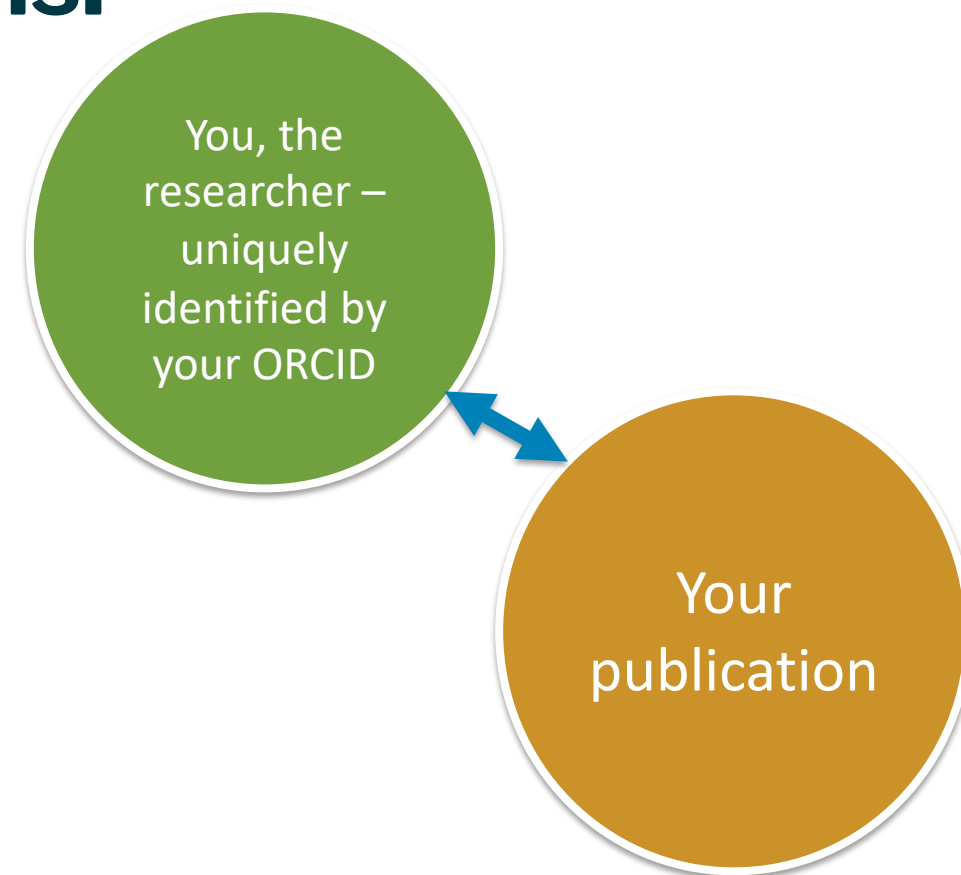 You, the
researcher –
uniquely
identified by
your ORCID
Your
publication